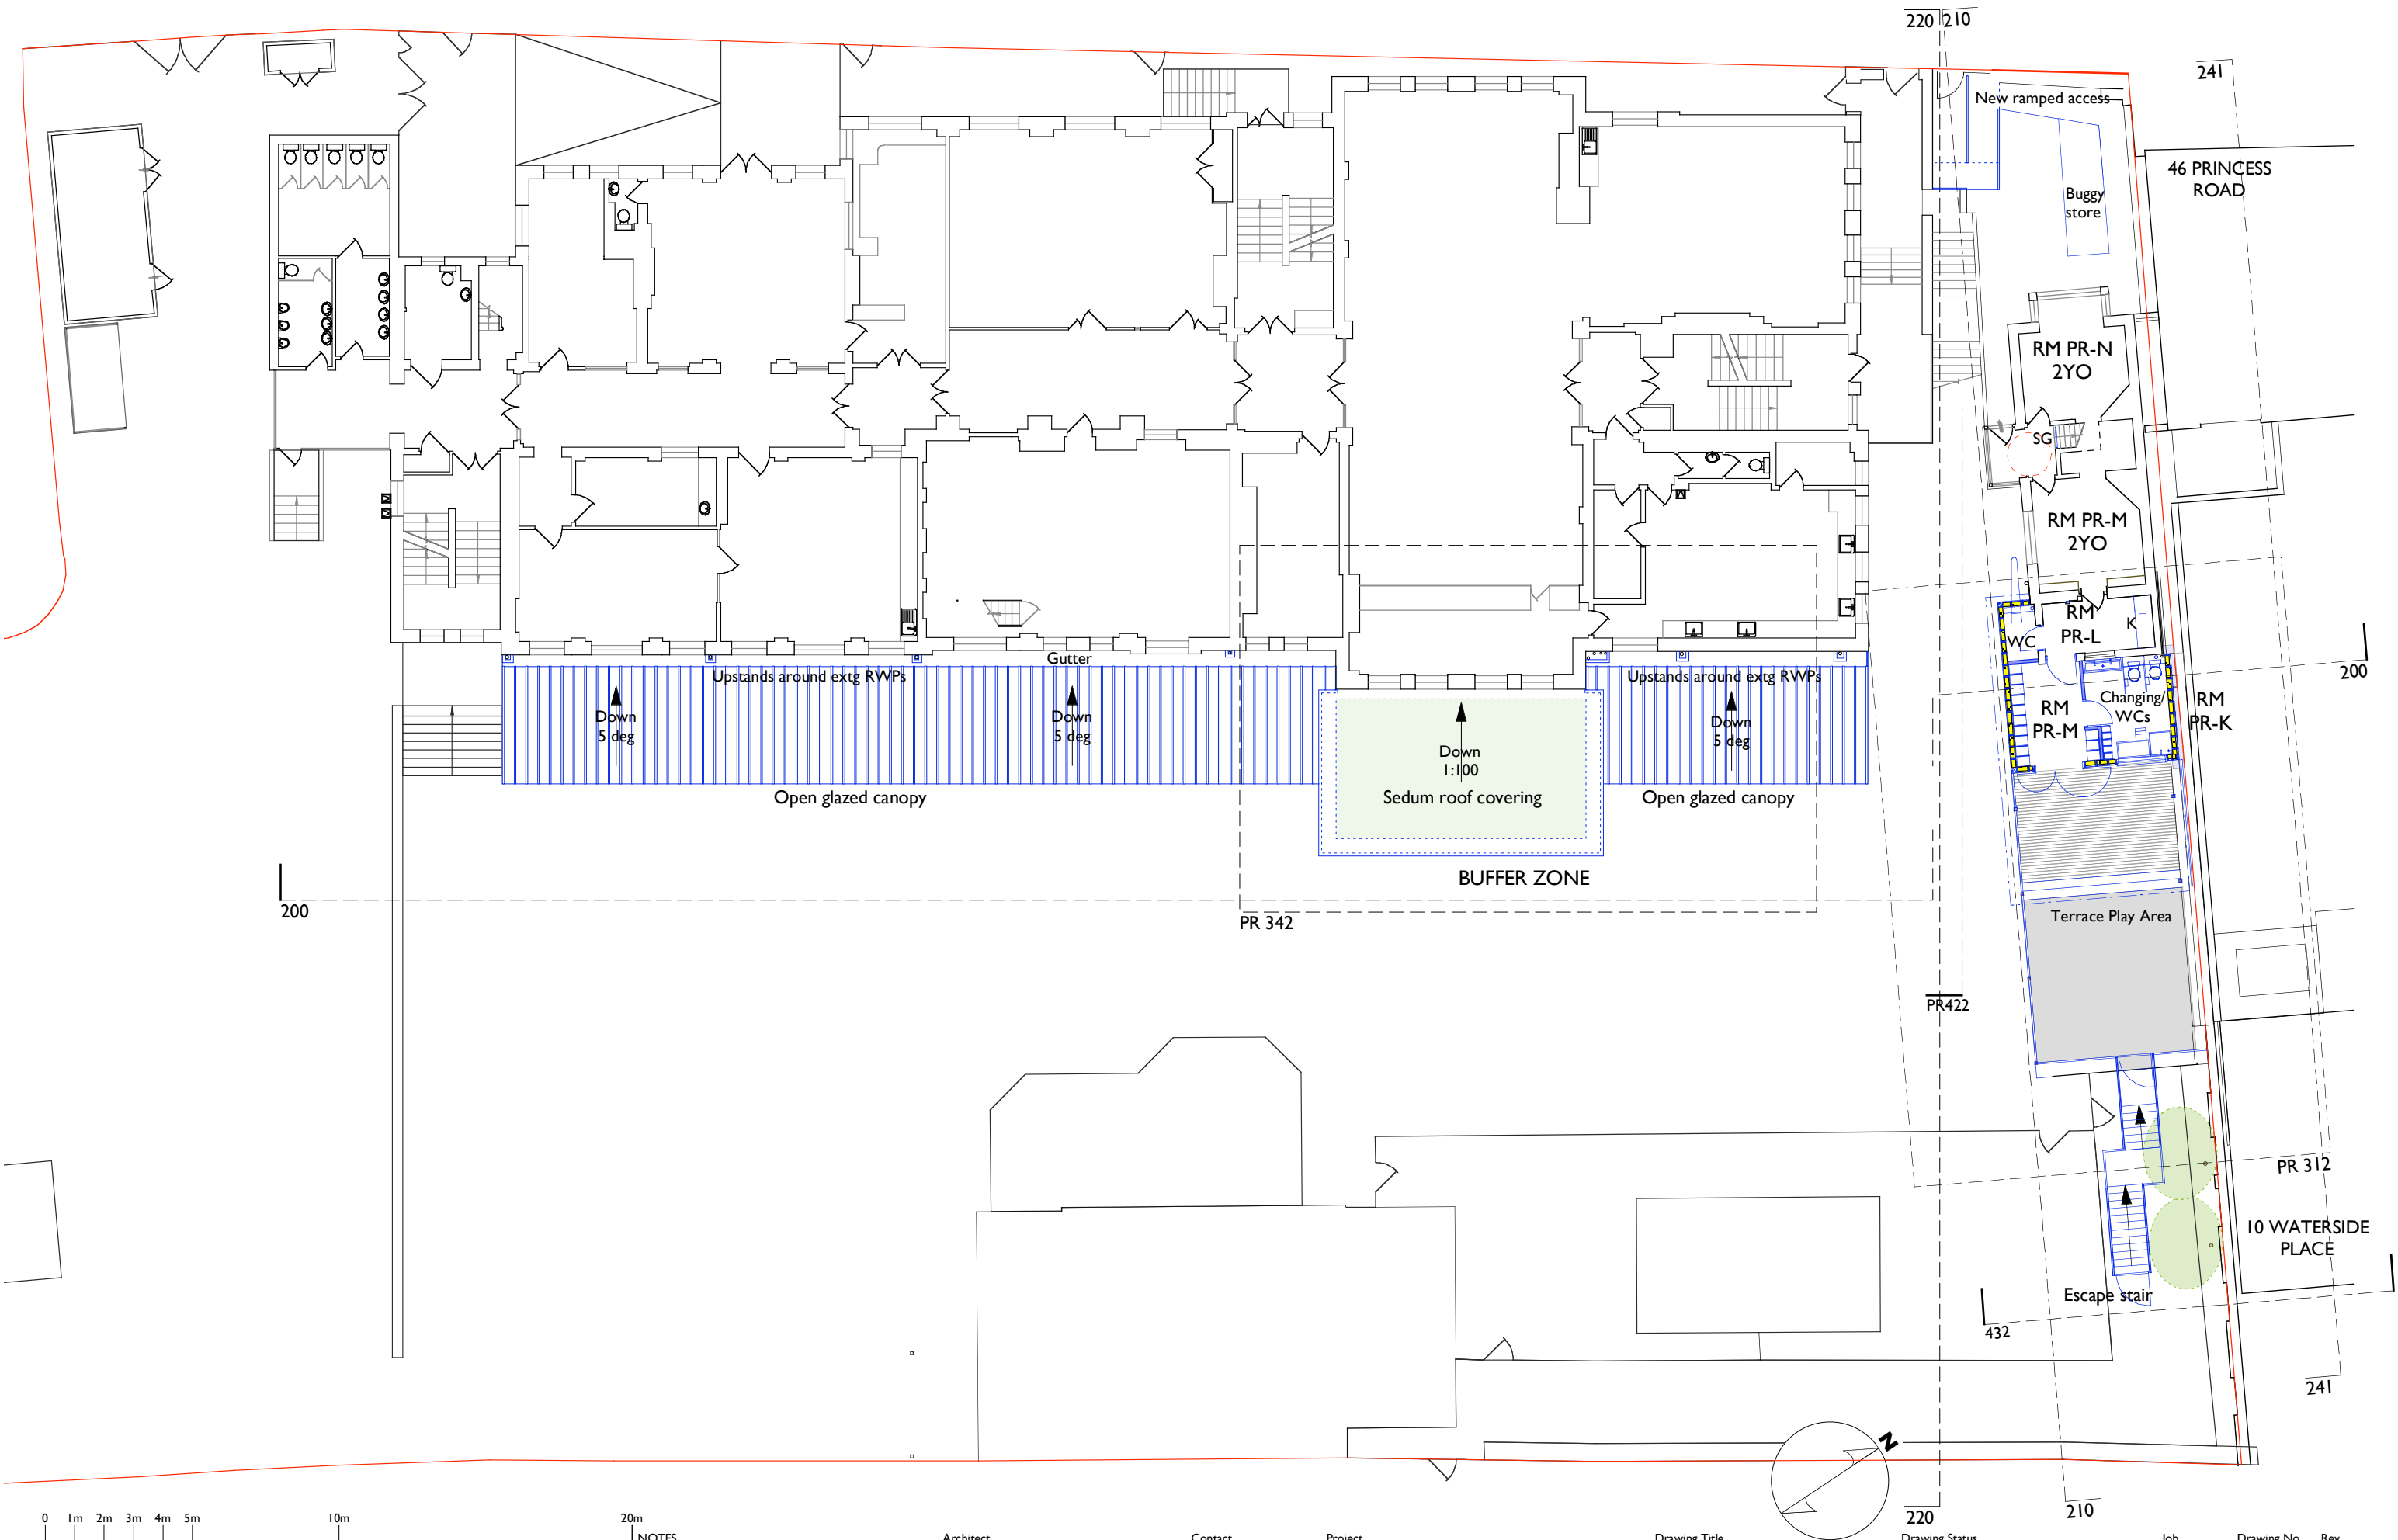 220
210
241
New ramped access
46 PRINCESS
ROAD
Buggy
store
RM PR-N
2YO
SG
RM PR-M
2YO
RM
PR-L
K
WC
Gutter
Upstands around extg RWPs
Upstands around extg RWPs
200
Changing/
WCs
RM
PR-K
RM
PR-M
Down
5 deg
Down
5 deg
Down
5 deg
Down
1:100
Open glazed canopy
Sedum roof covering
Open glazed canopy
BUFFER ZONE
200
PR 342
Terrace Play Area
PR422
PR 312
10 WATERSIDE
PLACE
Escape stair
432
241
N
220
210
0 1m 2m 3m 4m 5m 10m 20m
NOTES
Architect
Contact
Project
Drawing Title
Drawing Status
Job
Drawing No
Rev